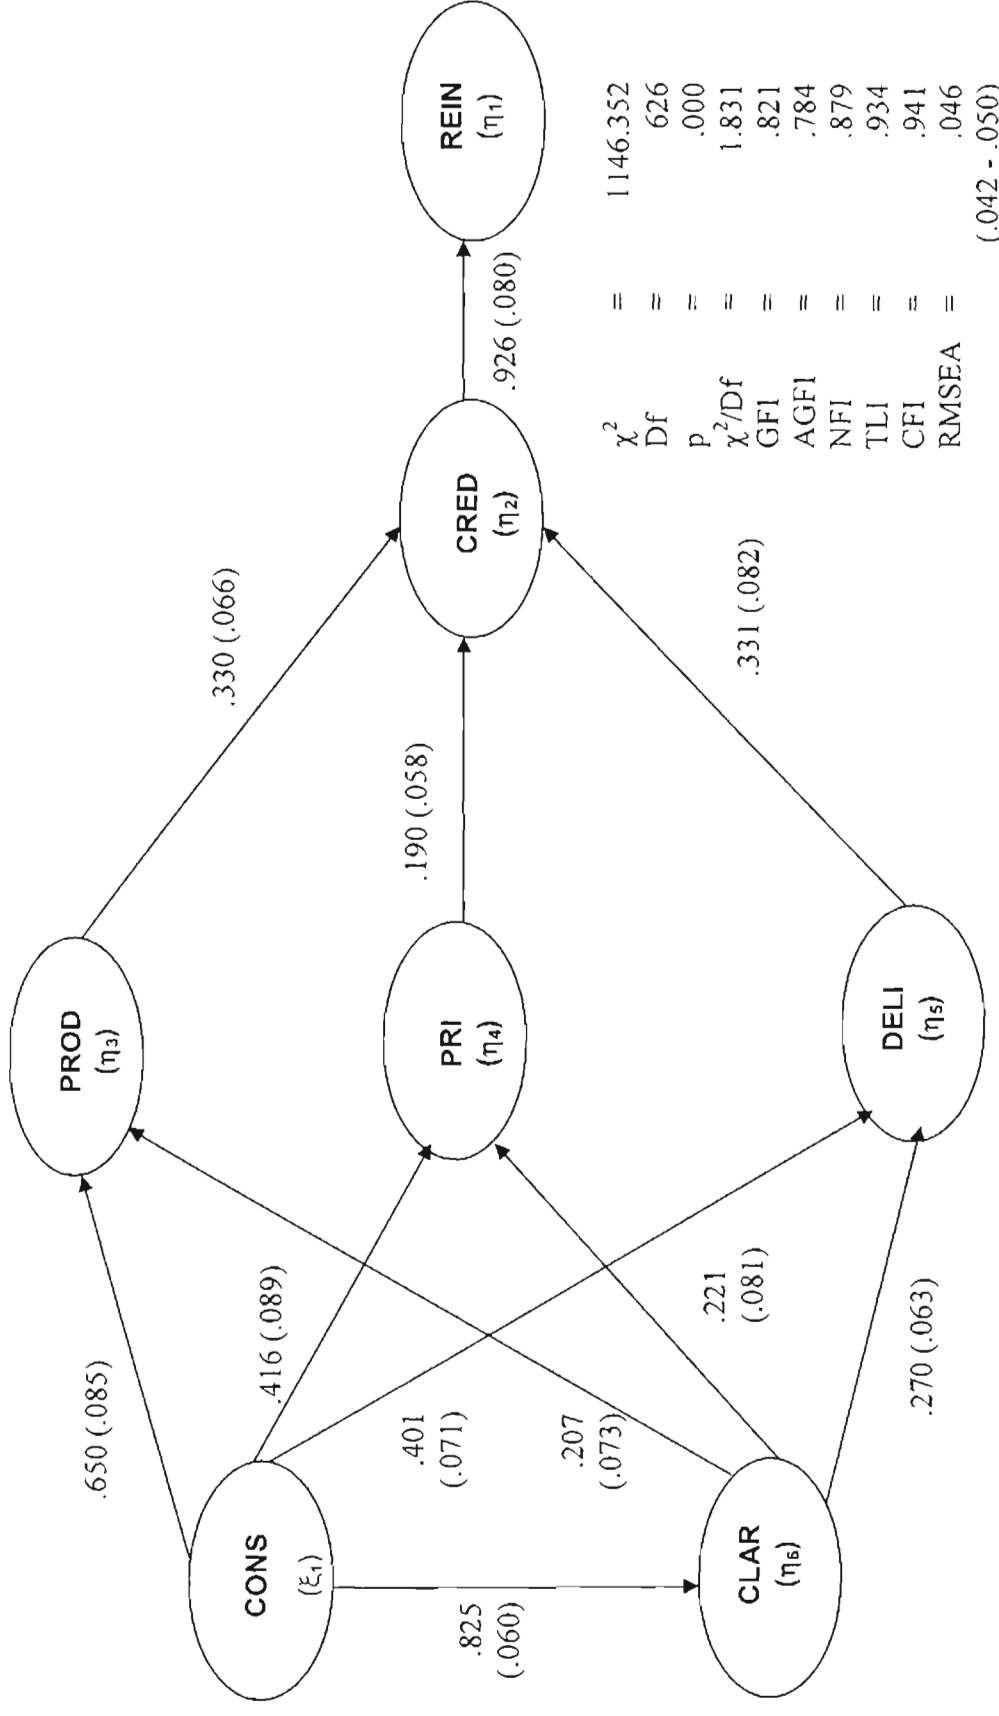 CONS
(ξ₁)
CLAR
(η₆)
PROD
(η₃)
PRI
(η₄)
DELI
(η₅)
CRED
(η₂)
REIN
(η₁)
.650 (.085)
.416 (.089)
.401
(.071)
.207
(.073)
.221
(.081)
.270 (.063)
.825
(.060)
.330 (.066)
.190 (.058)
.331 (.082)
.926 (.080)
χ² = 1146.352
Df = 626
p = .000
χ²/Df = 1.831
GFI = .821
AGFI = .784
NFI = .879
TLI = .934
CFI = .941
RMSEA = .046
(.042 - .050)